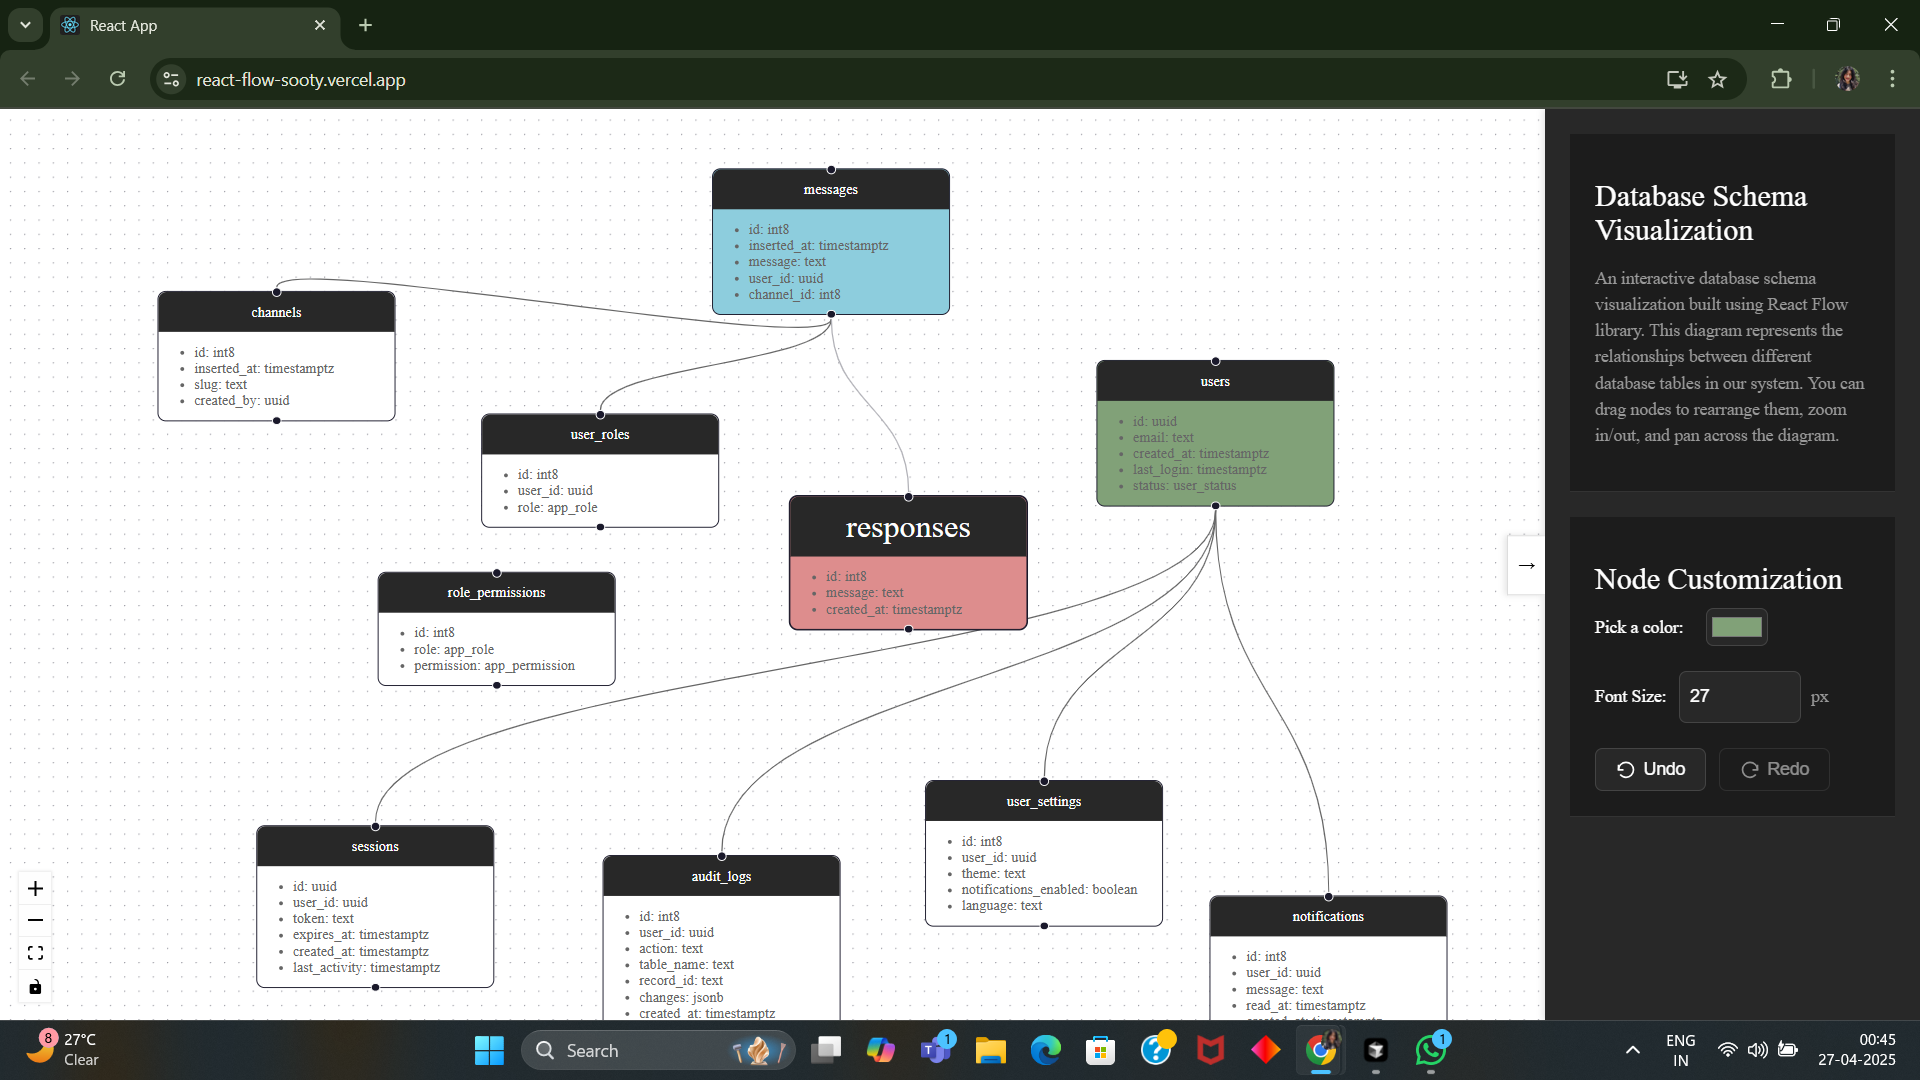 React App
react-flow-sooty.vercel.app
messages
id: int8
inserted_at: timestamptz
message: text
user_id: uuid
channel_id: int8
channels
id: int8
inserted_at: timestamptz
slug: text
created_by: uuid
user_roles
id: int8
user_id: uuid
role: app_role
users
id: uuid
email: text
created_at: timestamptz
last_login: timestamptz
status: user_status
responses
id: int8
message: text
created_at: timestamptz
role_permissions
id: int8
role: app_role
permission: app_permission
sessions
id: uuid
user_id: uuid
token: text
expires_at: timestamptz
created_at: timestamptz
last_activity: timestamptz
audit_logs
id: int8
user_id: uuid
action: text
table_name: text
record_id: text
changes: jsonb
created_at: timestamptz
user_settings
id: int8
user_id: uuid
theme: text
notifications_enabled: boolean
language: text
notifications
id: int8
user_id: uuid
message: text
read_at: timestamptz
Database Schema
Visualization
An interactive database schema
visualization built using React Flow
library. This diagram represents the
relationships between different
database tables in our system. You can
drag nodes to rearrange them, zoom
in/out, and pan across the diagram.
Node Customization
Pick a color:
Font Size: 27 px
Undo Redo
8
27°C
Clear
Search
1
1
ENG
IN
00:45
27-04-2025